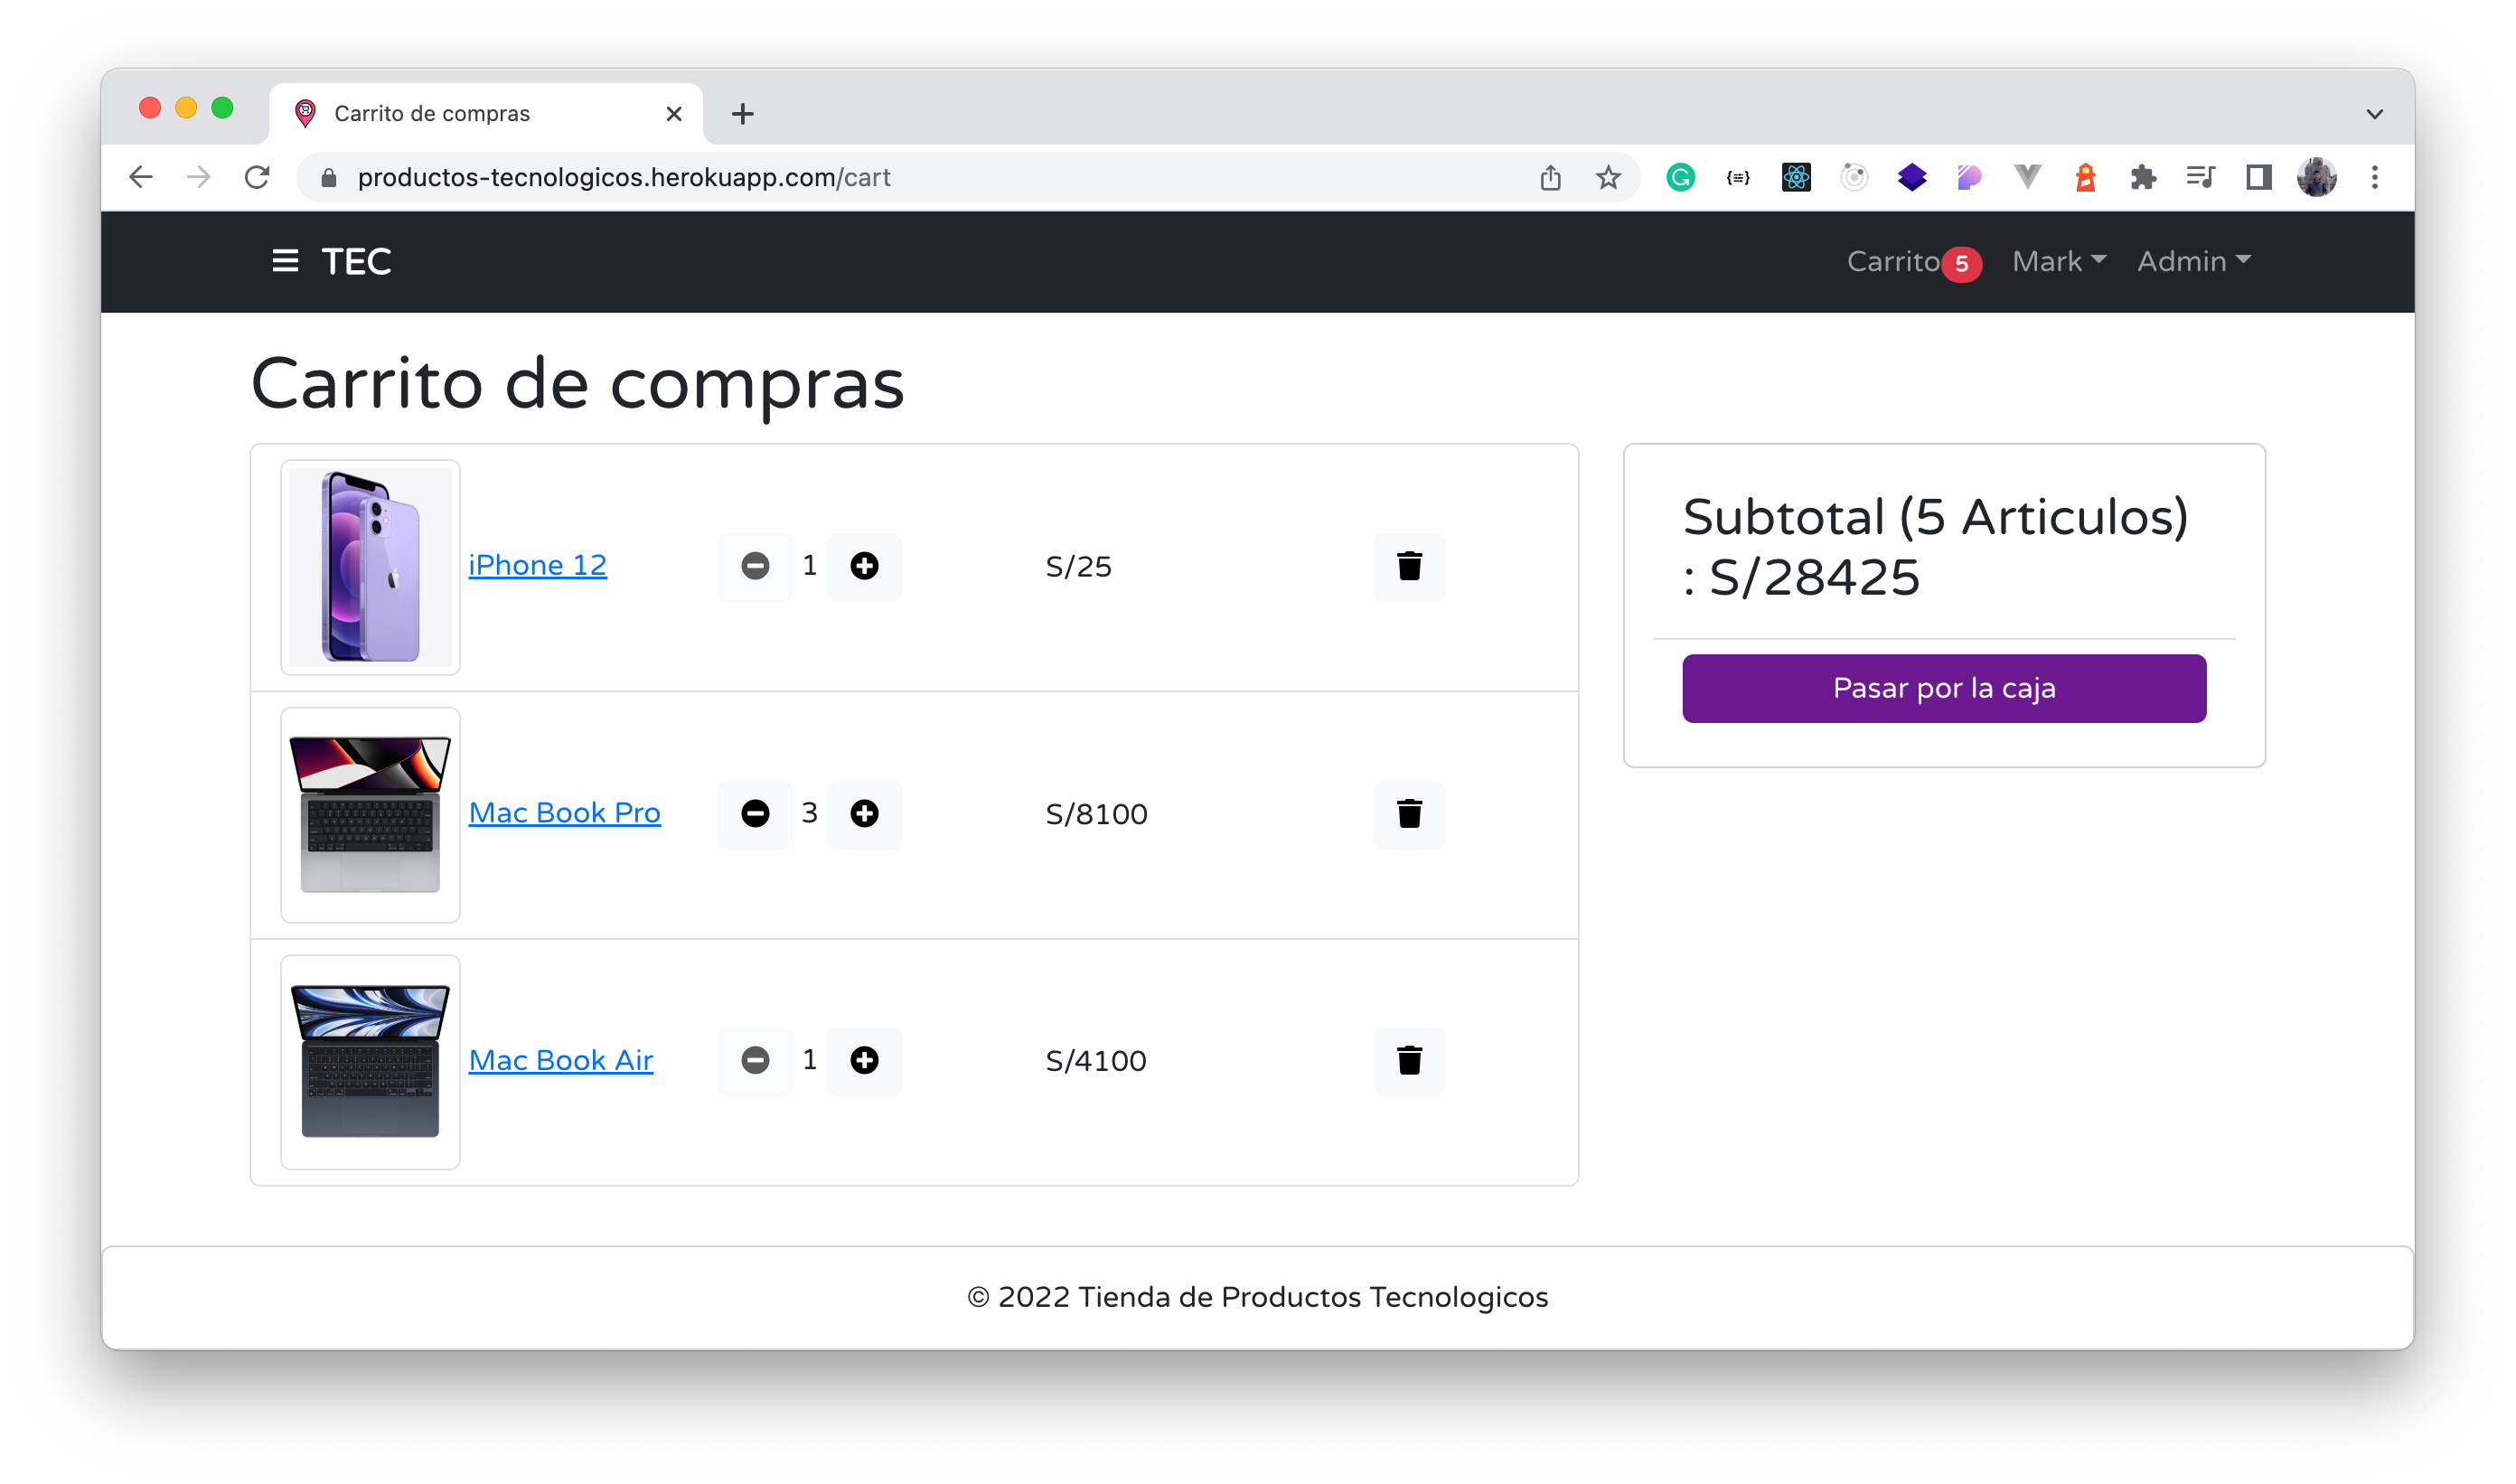 Carrito de compras
productos-tecnologicos.herokuapp.com/cart
TEC
Carrito 5 Mark Admin
Carrito de compras
iPhone 12 1 S/25
Mac Book Pro 3 S/8100
Mac Book Air 1 S/4100
Subtotal (5 Articulos)
: S/28425
Pasar por la caja
© 2022 Tienda de Productos Tecnologicos